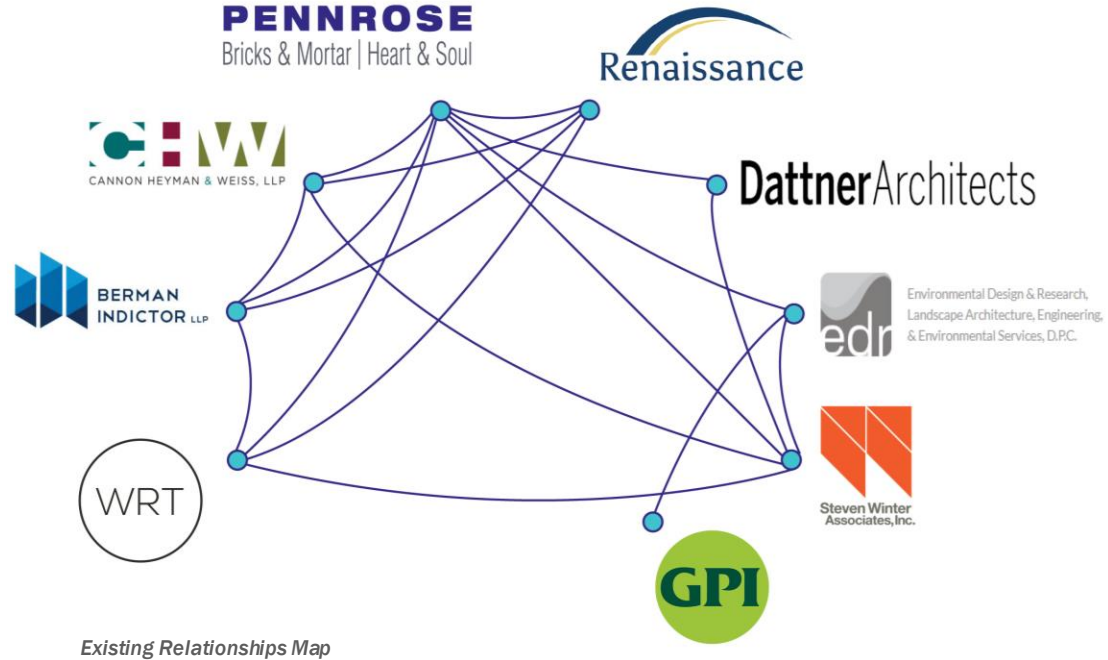 PENNROSE
Bricks & Mortar | Heart & Soul
Renaissance
CHW
CANNON HEYMAN & WEISS, LLP
DattnerArchitects
BERMAN
INDICTOR LLP
edr
Environmental Design & Research,
Landscape Architecture, Engineering,
& Environmental Services, D.P.C.
WRT
Steven Winter
Associates, Inc.
GPI
Existing Relationships Map